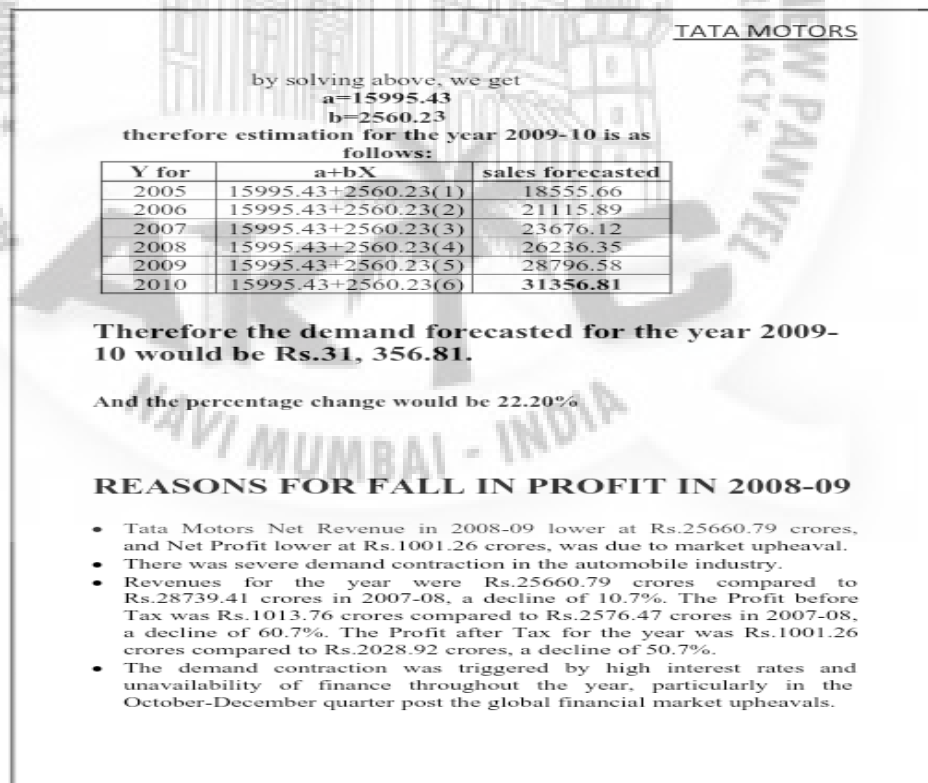 TATA MOTORS
by solving above, we get
a=15995.43
b=2560.23
therefore estimation for the year 2009-10 is as
follows:
Y for a+bX sales forecasted
2005 15995.43+2560.23(1) 18555.66
2006 15995.43+2560.23(2) 21115.89
2007 15995.43+2560.23(3) 23676.12
2008 15995.43+2560.23(4) 26236.35
2009 15995.43+2560.23(5) 28796.58
2010 15995.43+2560.23(6) 31356.81
Therefore the demand forecasted for the year 2009-
10 would be Rs.31, 356.81.
And the percentage change would be 22.20%
REASONS FOR FALL IN PROFIT IN 2008-09
• Tata Motors Net Revenue in 2008-09 lower at Rs.25660.79 crores,
and Net Profit lower at Rs.1001.26 crores, was due to market upheaval.
• There was severe demand contraction in the automobile industry.
• Revenues for the year were Rs.25660.79 crores compared to
Rs.28739.41 crores in 2007-08, a decline of 10.7%. The Profit before
Tax was Rs.1013.76 crores compared to Rs.2576.47 crores in 2007-08,
a decline of 60.7%. The Profit after Tax for the year was Rs.1001.26
crores compared to Rs.2028.92 crores, a decline of 50.7%.
• The demand contraction was triggered by high interest rates and
unavailability of finance throughout the year, particularly in the
October-December quarter post the global financial market upheavals.
PANVEL
NAVI MUMBAI - INDIA